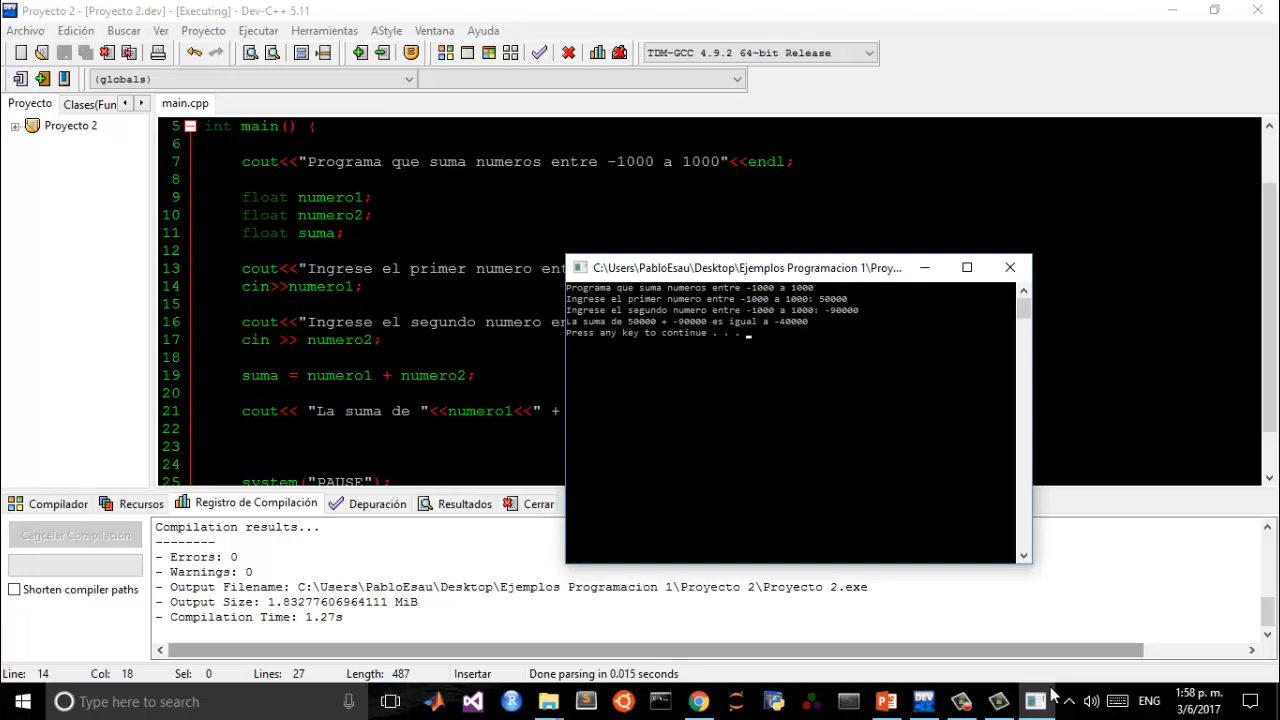 Proyecto 2 - [Proyecto 2.dev] - [Executing] - Dev-C++ 5.11
Archivo Edición Buscar Ver Proyecto Ejecutar Herramientas AStyle Ventana Ayuda
TDM-GCC 4.9.2 64-bit Release
(globals)
Proyecto Clases(Fun main.cpp
Proyecto 2
5 int main() {
6
7 cout<<"Programa que suma numeros entre -1000 a 1000"<<endl;
8
9 float numero1;
10 float numero2;
11 float suma;
12
13 cout<<"Ingrese el primer numero ent
14 cin>>numero1;
15
16 cout<<"Ingrese el segundo numero en
17 cin >> numero2;
18
19 suma = numero1 + numero2;
20
21 cout<< "La suma de "<<numero1<<" +
22
23
24
25 system("PAUSE");
C:\Users\PabloEsau\Desktop\Ejemplos Programacion 1\Proy...
Programa que suma numeros entre -1000 a 1000
Ingrese el primer numero entre -1000 a 1000: 50000
Ingrese el segundo numero entre -1000 a 1000: -90000
La suma de 50000 + -90000 es igual a -40000
Press any key to continue . . .
Compilador Recursos Registro de Compilación Depuración Resultados Cerrar
Cancelar Compilación
Shorten compiler paths
Compilation results...
--------
- Errors: 0
- Warnings: 0
- Output Filename: C:\Users\PabloEsau\Desktop\Ejemplos Programacion 1\Proyecto 2\Proyecto 2.exe
- Output Size: 1.83277606964111 MiB
- Compilation Time: 1.27s
Line: 14 Col: 18 Sel: 0 Lines: 27 Length: 487 Insertar Done parsing in 0.015 seconds
Type here to search
ENG
1:58 p. m.
3/6/2017